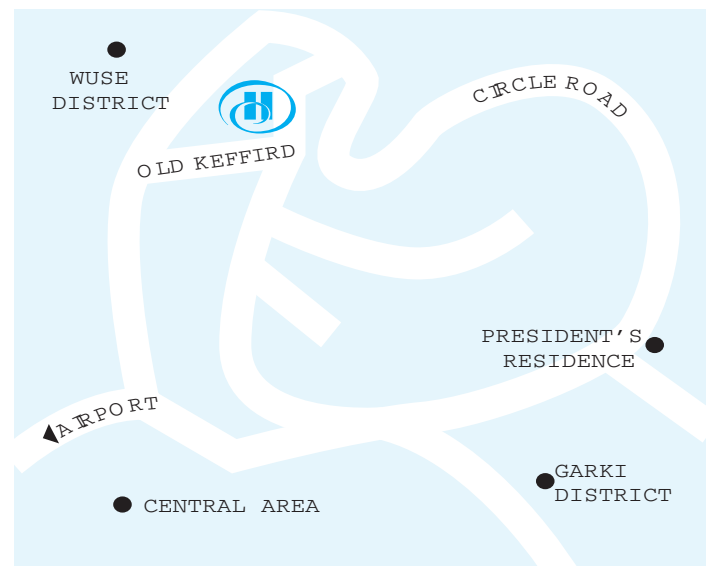 WUSE
DISTRICT
CIRCLE ROAD
OLD KEFFIRD
PRESIDENT'S
RESIDENCE
AIRPORT
GARKI
DISTRICT
CENTRAL AREA